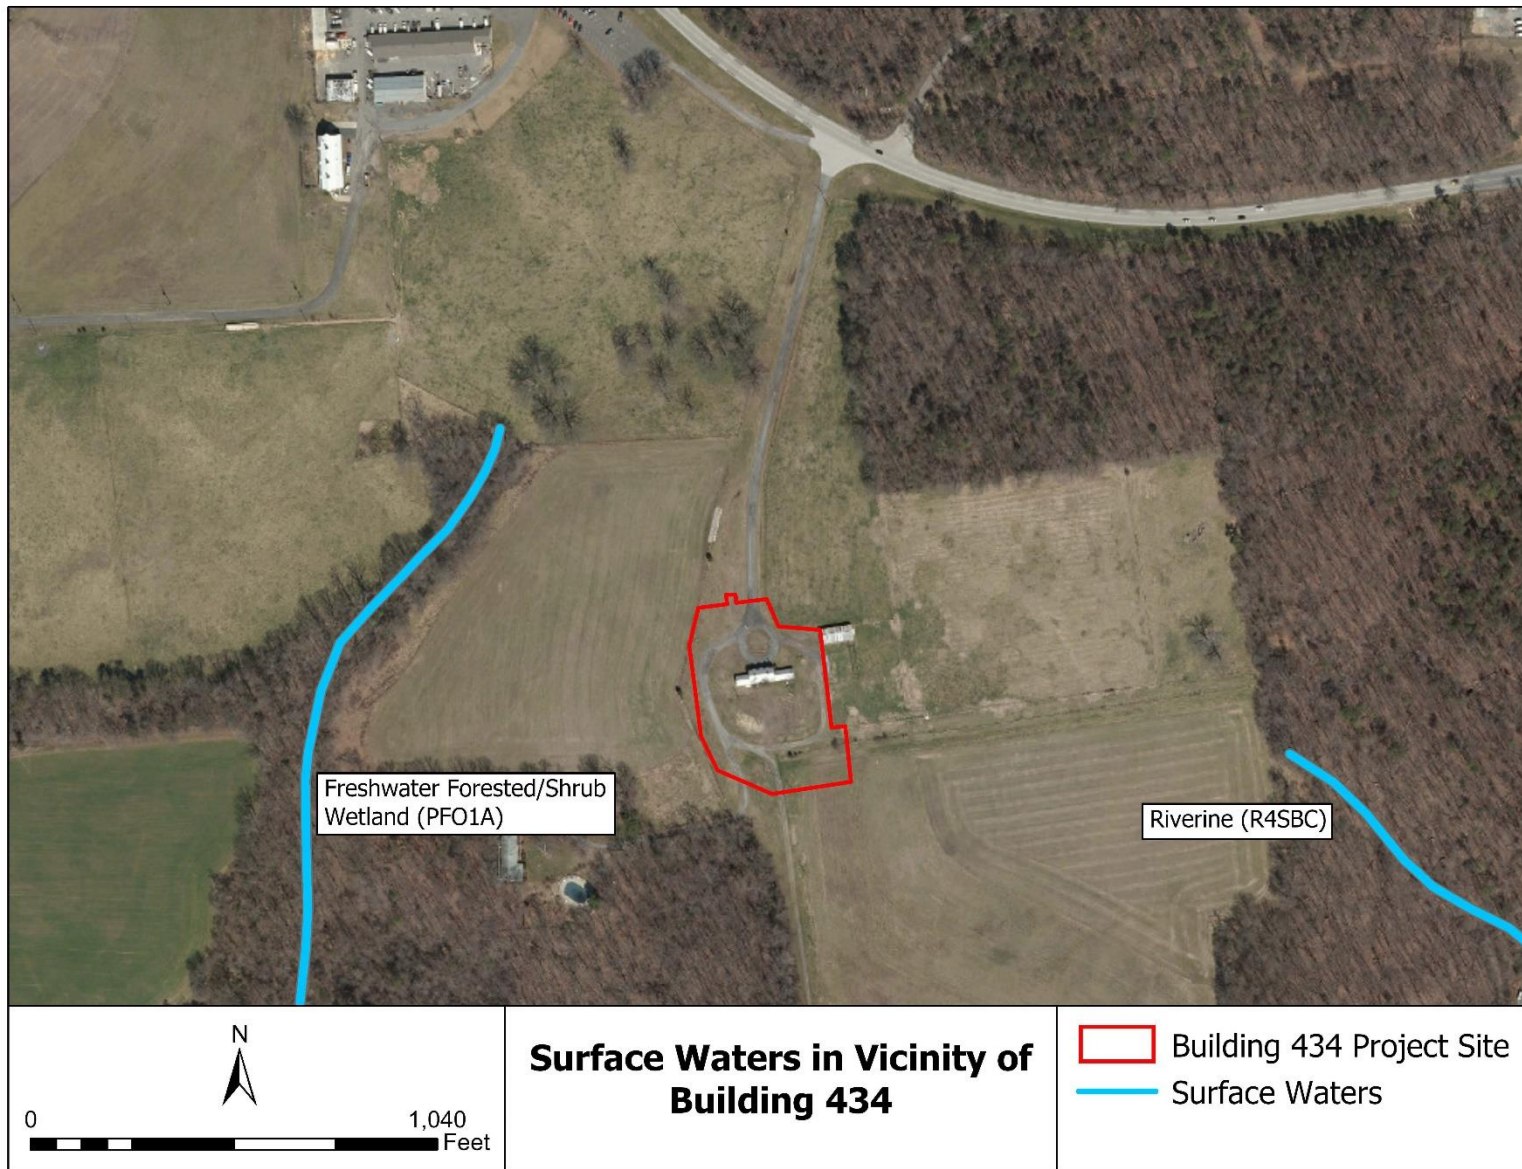 Freshwater Forested/Shrub
Wetland (PFO1A)
Riverine (R4SBC)
N
0 1,040
Feet
Surface Waters in Vicinity of
Building 434
Building 434 Project Site
Surface Waters